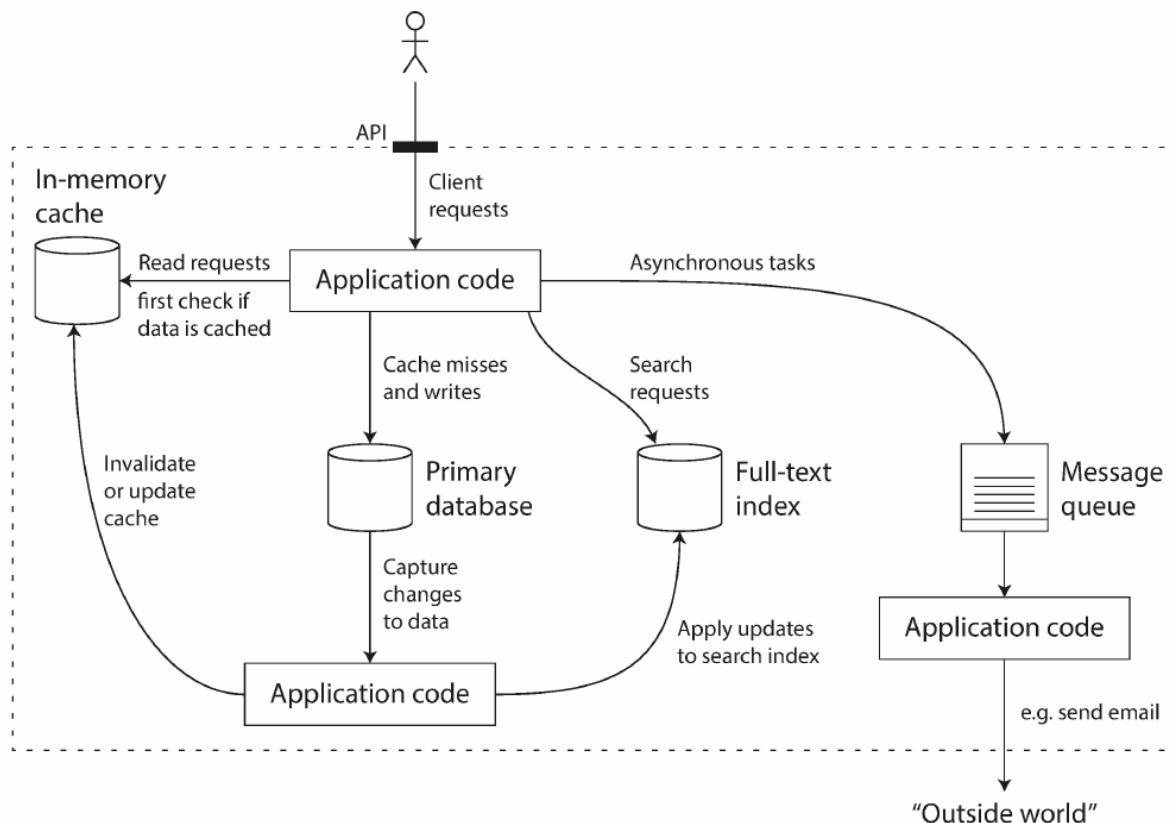 API
Client
requests
In-memory
cache
Read requests
first check if
data is cached
Application code
Asynchronous tasks
Cache misses
and writes
Search
requests
Invalidate
or update
cache
Primary
database
Full-text
index
Message
queue
Capture
changes
to data
Apply updates
to search index
Application code
Application code
e.g. send email
“Outside world”